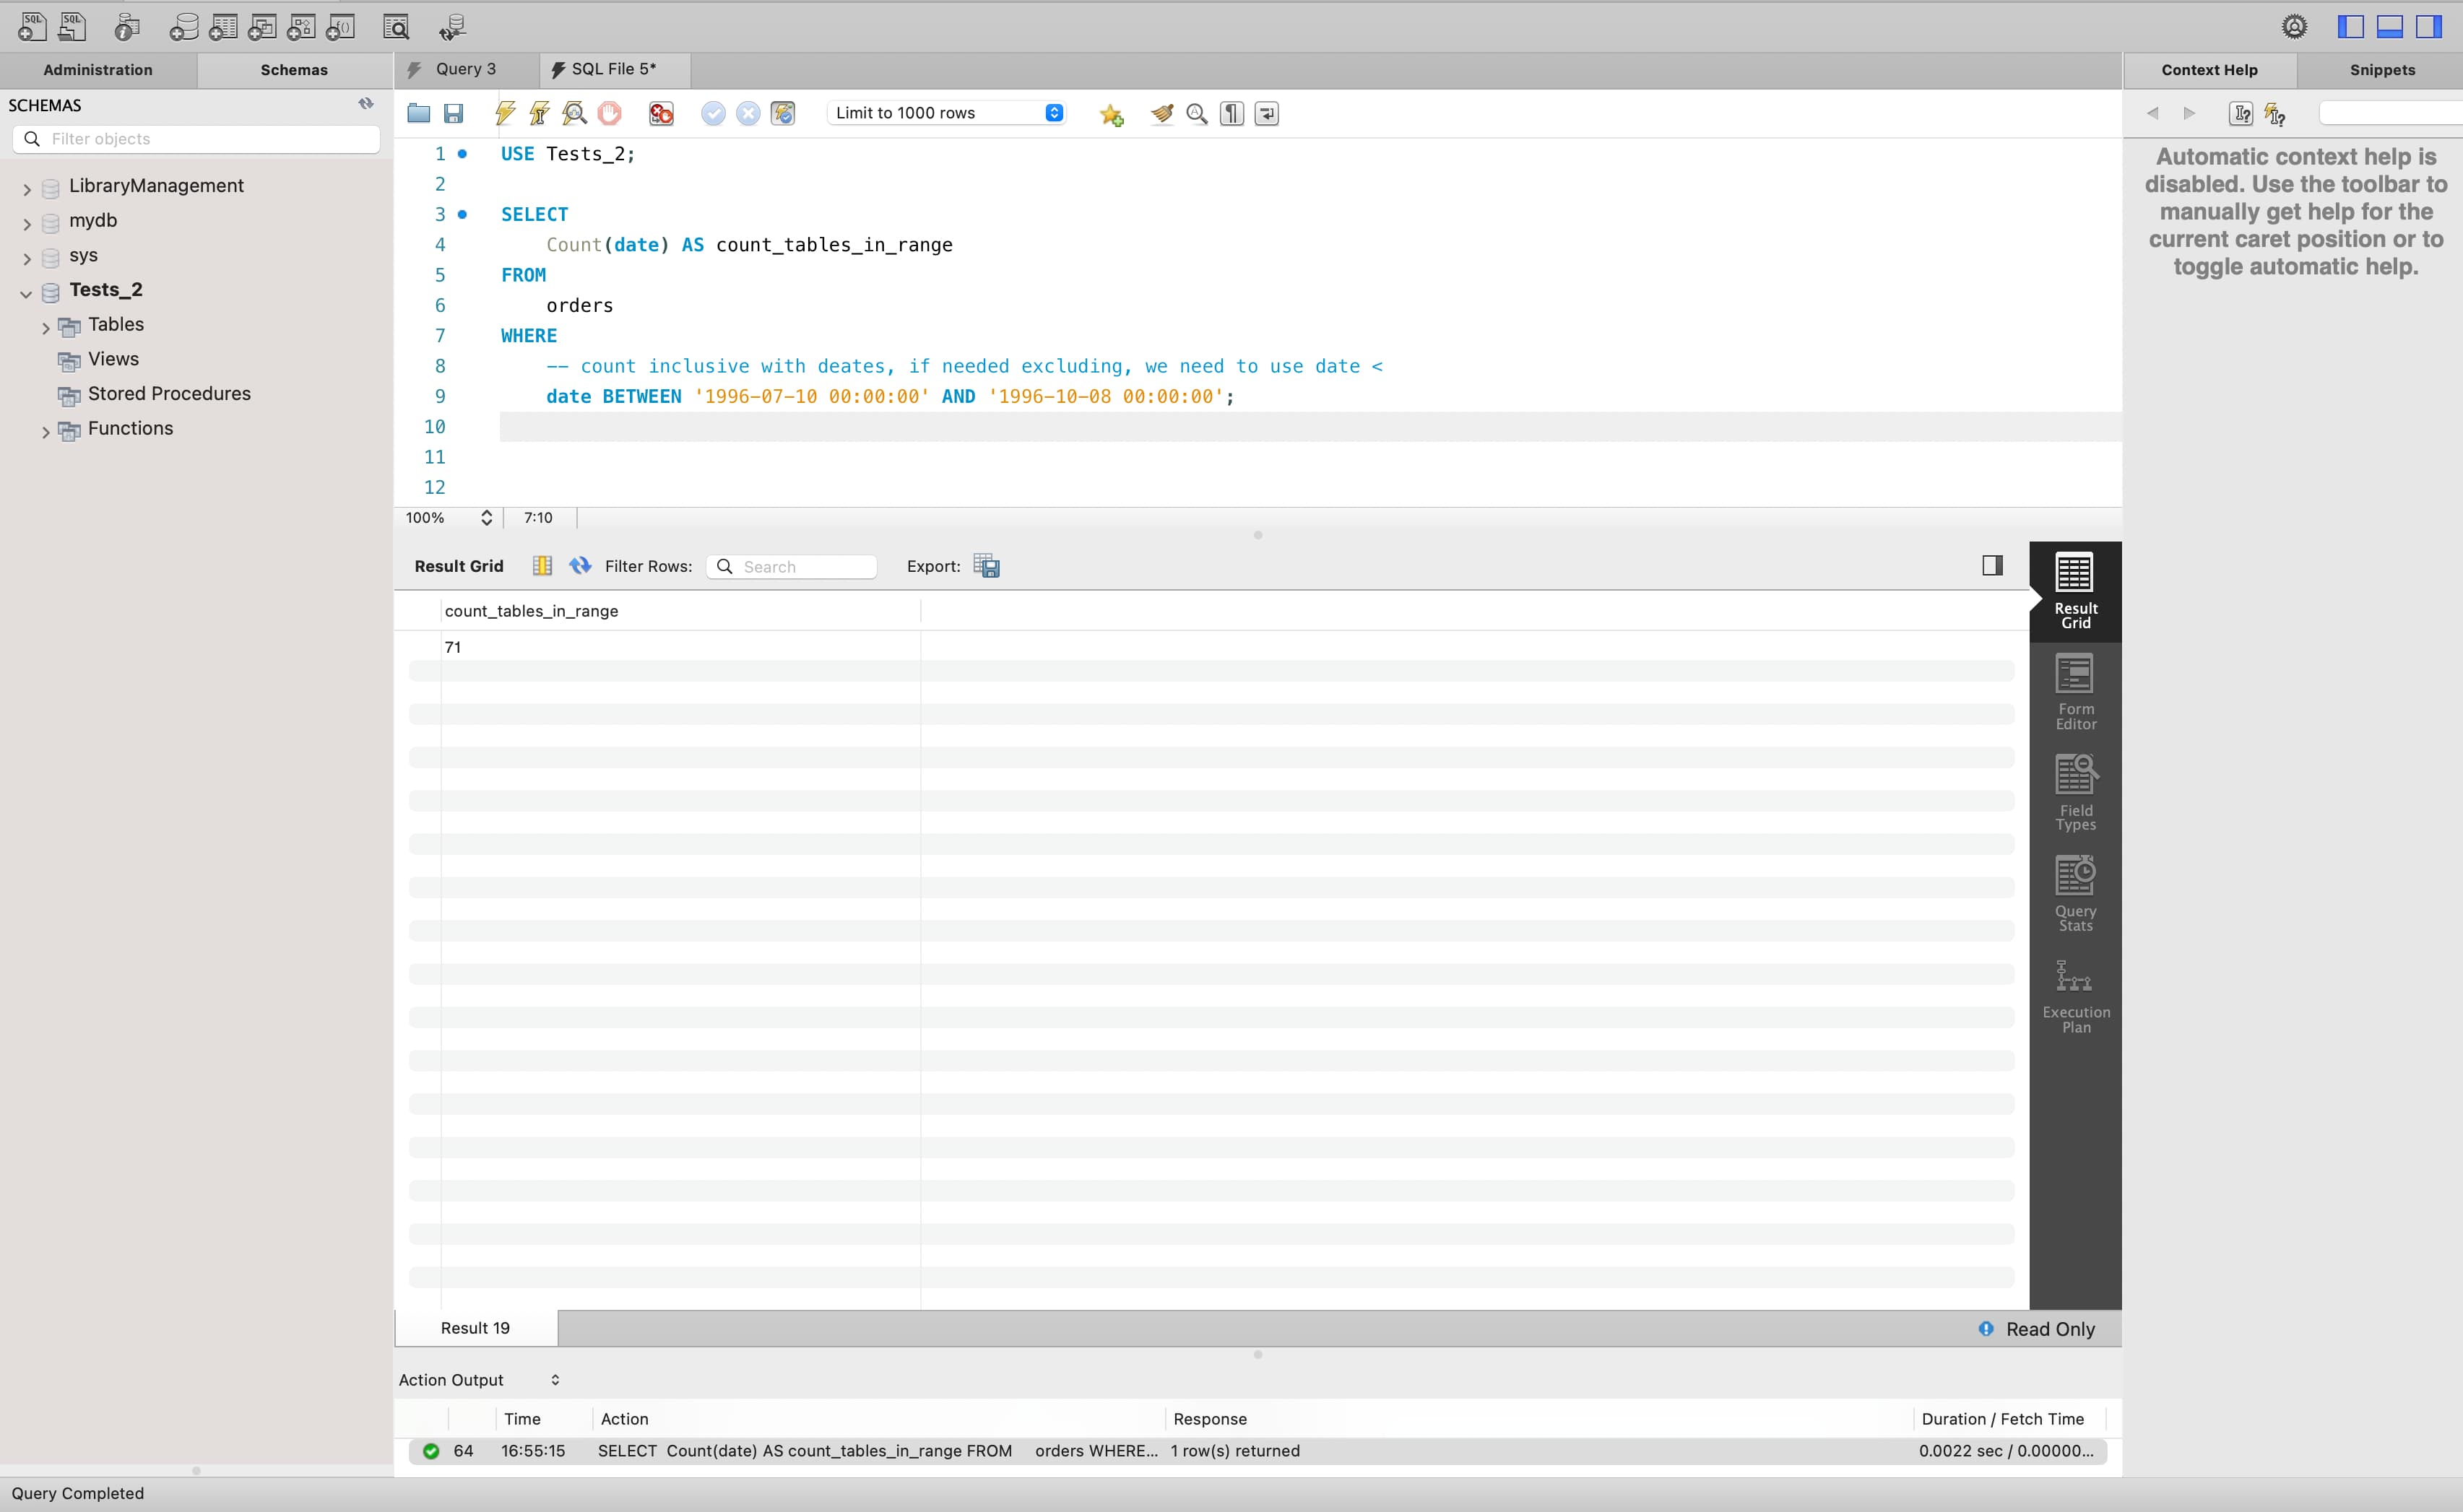 SQL SQL
Administration Schemas Query 3 SQL File 5* Context Help Snippets
SCHEMAS
Limit to 1000 rows
Filter objects
LibraryManagement
mydb
sys
Tests_2
Tables
Views
Stored Procedures
Functions
1 USE Tests_2;
2
3 SELECT
4 Count(date) AS count_tables_in_range
5 FROM
6 orders
7 WHERE
8 -- count inclusive with deates, if needed excluding, we need to use date <
9 date BETWEEN '1996-07-10 00:00:00' AND '1996-10-08 00:00:00';
10
11
12
100% 7:10
Automatic context help is
disabled. Use the toolbar to
manually get help for the
current caret position or to
toggle automatic help.
Result Grid Filter Rows: Search Export:
count_tables_in_range
71
Result
Grid
Form
Editor
Field
Types
Query
Stats
Execution
Plan
Result 19 Read Only
Action Output
Time Action Response Duration / Fetch Time
64 16:55:15 SELECT Count(date) AS count_tables_in_range FROM orders WHERE... 1 row(s) returned 0.0022 sec / 0.00000...
Query Completed